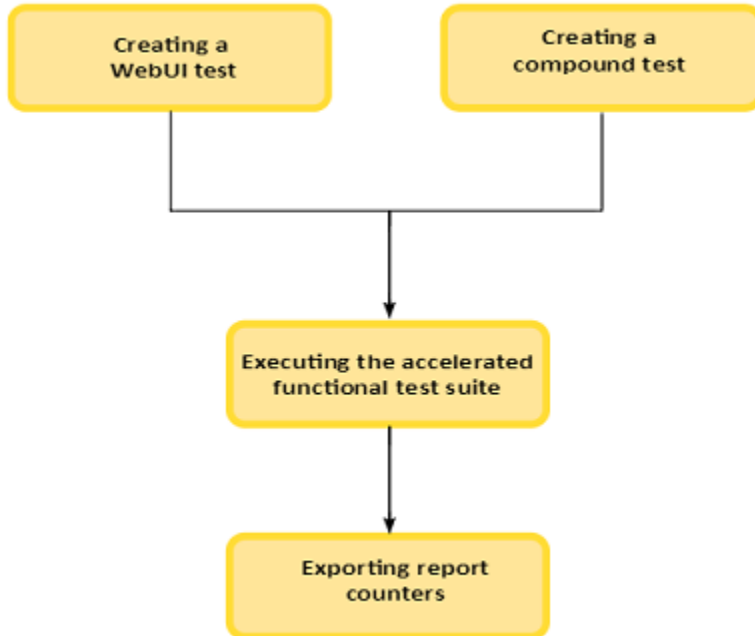 Creating a
WebUI test
Creating a
compound test
Executing the accelerated
functional test suite
Exporting report
counters